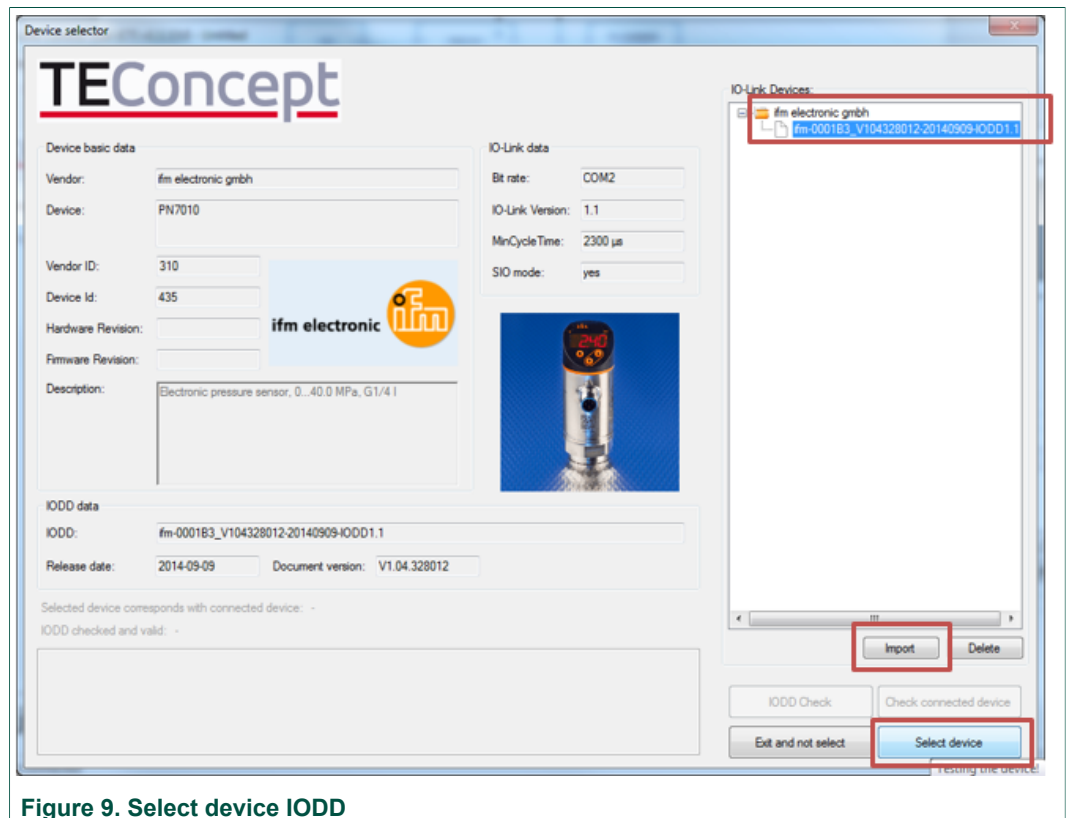 Device selector
TEConcept
IO-Link Devices:
ifm electronic gmbh
ifm-0001B3_V104328012-20140909-IODD1.1
Device basic data
IO-Link data
Vendor: ifm electronic gmbh
Bit rate: COM2
Device: PN7010
IO-Link Version: 1.1
MinCycleTime: 2300 µs
Vendor ID: 310
SIO mode: yes
Device Id: 435
ifm electronic ifm
Hardware Revision:
Firmware Revision:
240
Description: Electronic pressure sensor, 0...40.0 MPa, G1/4 I
IODD data
IODD: ifm-0001B3_V104328012-20140909-IODD1.1
Release date: 2014-09-09 Document version: V1.04.328012
Selected device corresponds with connected device: -
IODD checked and valid: -
Import Delete
IODD Check Check connected device
Exit and not select Select device
Testing the device!
Figure 9. Select device IODD